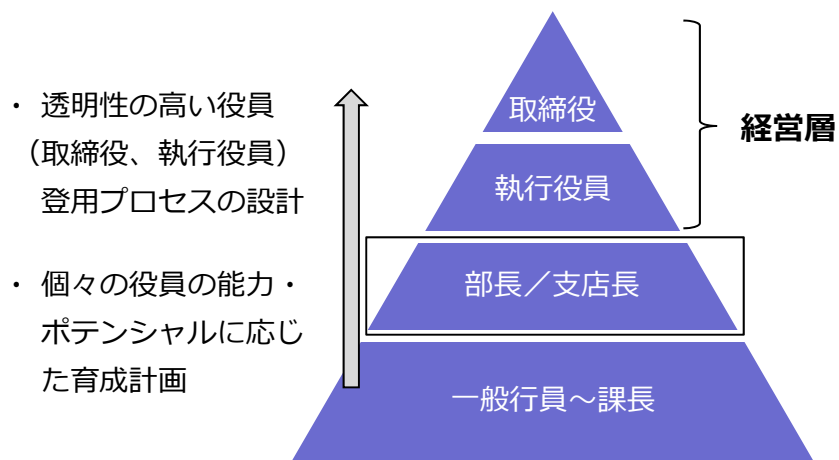 ・ 透明性の高い役員
（取締役、執行役員）
登用プロセスの設計
・ 個々の役員の能力・
ポテンシャルに応じ
た育成計画
取締役
執行役員
部長／支店長
一般行員～課長
経営層